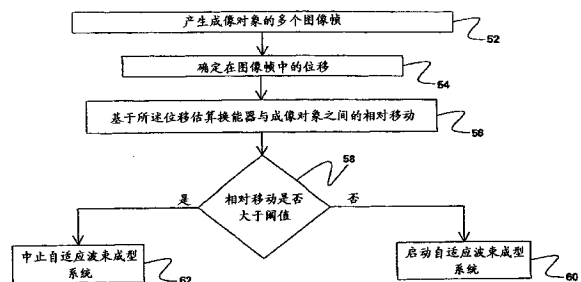 产生成像对象的多个图像帧
52
确定在图像帧中的位移
54
基于所述位移估算换能器与成像对象之间的相对移动
56
58
相对移动是否
大于阈值
是
否
中止自适应波束成型
系统
62
启动自适应波束成型
系统
60